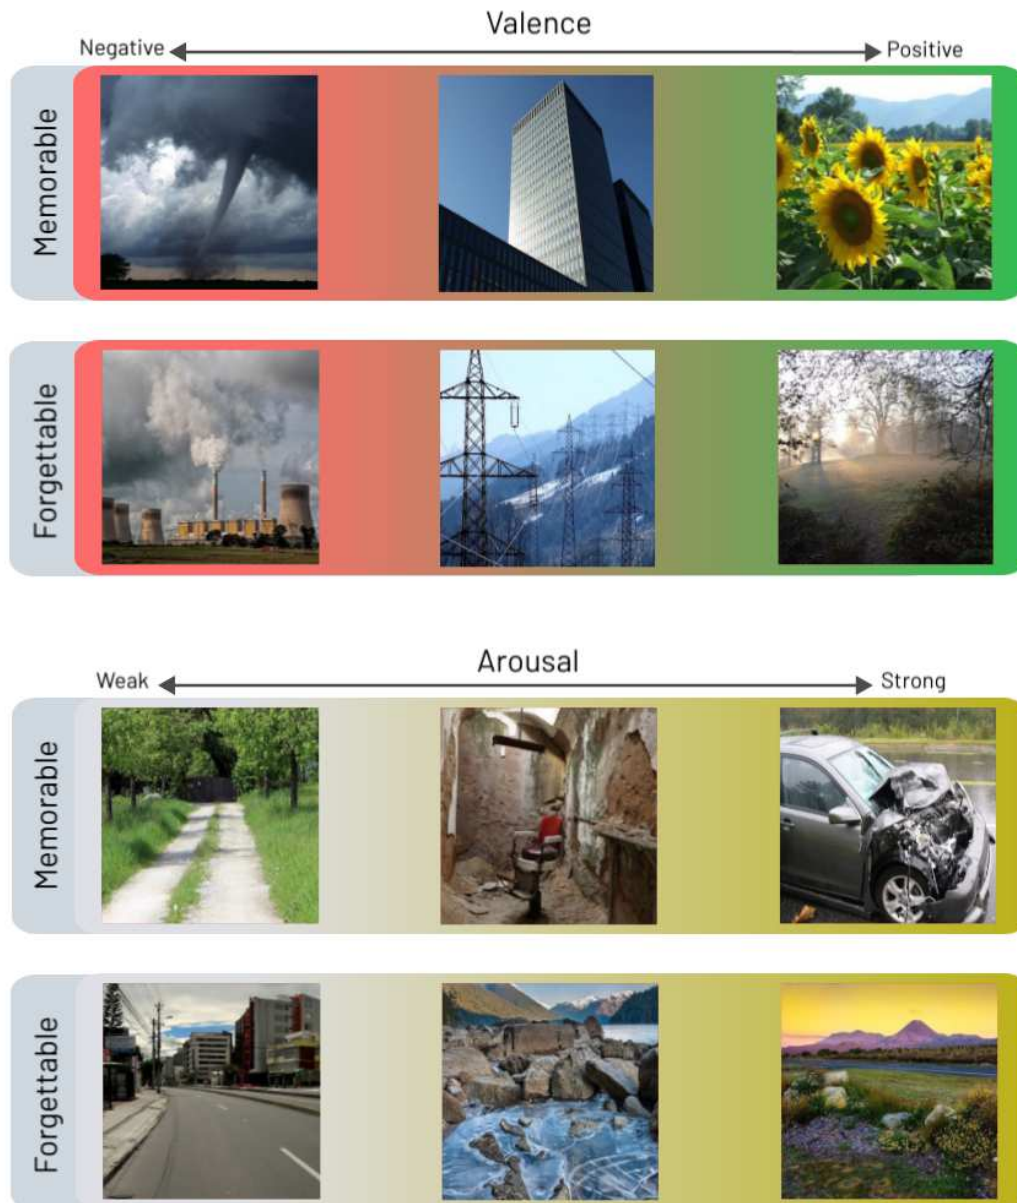 Valence
Negative
Positive
Memorable
Forgettable
Arousal
Weak
Strong
Memorable
Forgettable